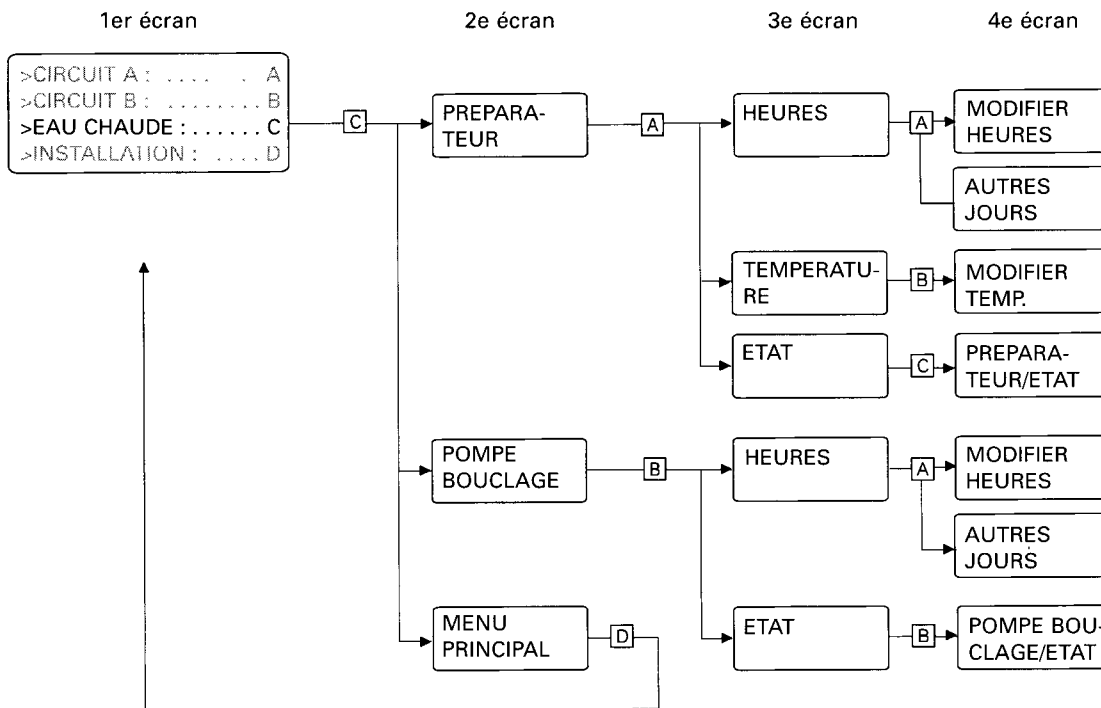 1er écran
2e écran
3e écran
4e écran
>CIRCUIT A : .... . A
>CIRCUIT B : ........ B
>EAU CHAUDE : ...... C
>INSTALLATION : .... D
C
PREPARA-
TEUR
A
HEURES
A
MODIFIER
HEURES
AUTRES
JOURS
TEMPERATU-
RE
B
MODIFIER
TEMP.
ETAT
C
PREPARA-
TEUR/ETAT
POMPE
BOUCLAGE
B
HEURES
A
MODIFIER
HEURES
AUTRES
JOURS
MENU
PRINCIPAL
D
ETAT
B
POMPE BOU-
CLAGE/ETAT